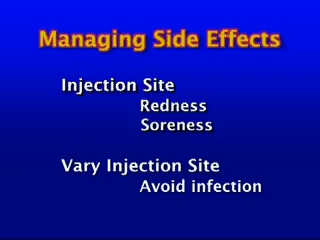 Managing Side Effects
Injection Site
Redness
Soreness
Vary Injection Site
Avoid infection